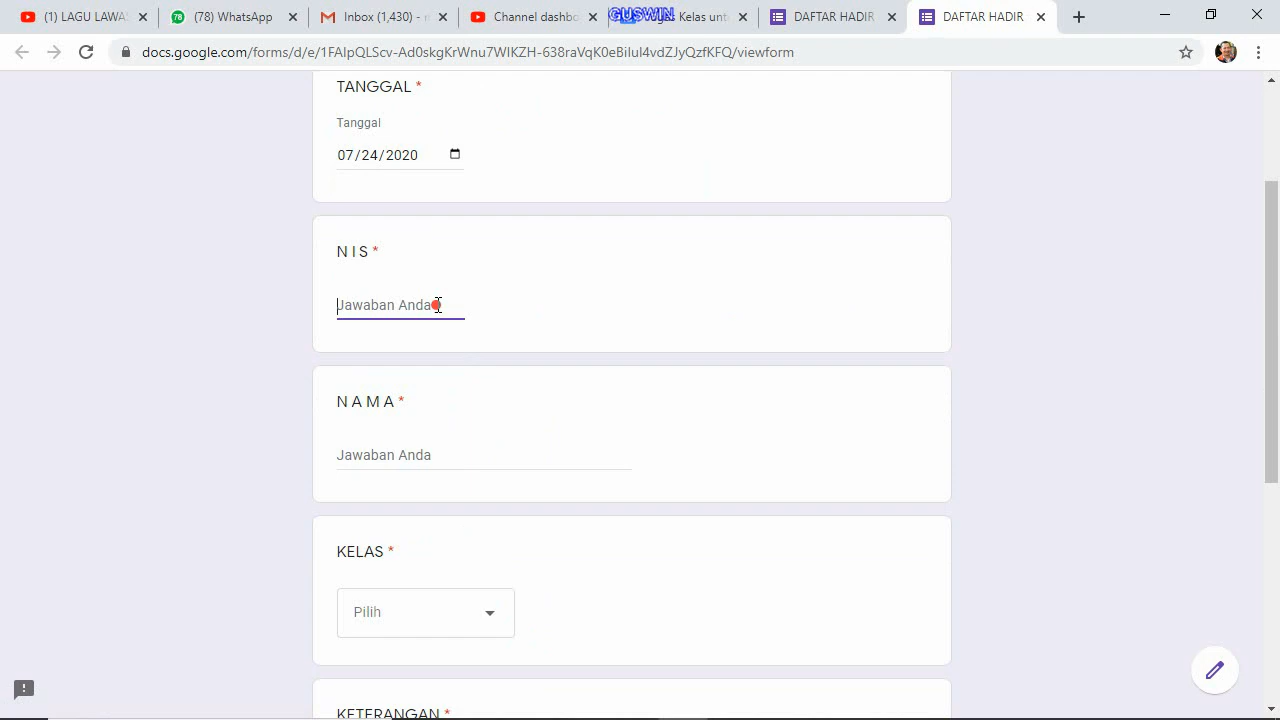 (1) LAGU LAWA
(78) WhatsApp
Inbox (1,430) - r
Channel dashbo
GUSWIN
Kelas unt
DAFTAR HADIR
DAFTAR HADIR
docs.google.com/forms/d/e/1FAIpQLScv-Ad0skgKrWnu7WIKZH-638raVqK0eBiIuI4vdZJyQzfKFQ/viewform
TANGGAL *
Tanggal
07/24/2020
N I S *
Jawaban Anda
N A M A *
Jawaban Anda
KELAS *
Pilih
KETERANGAN *